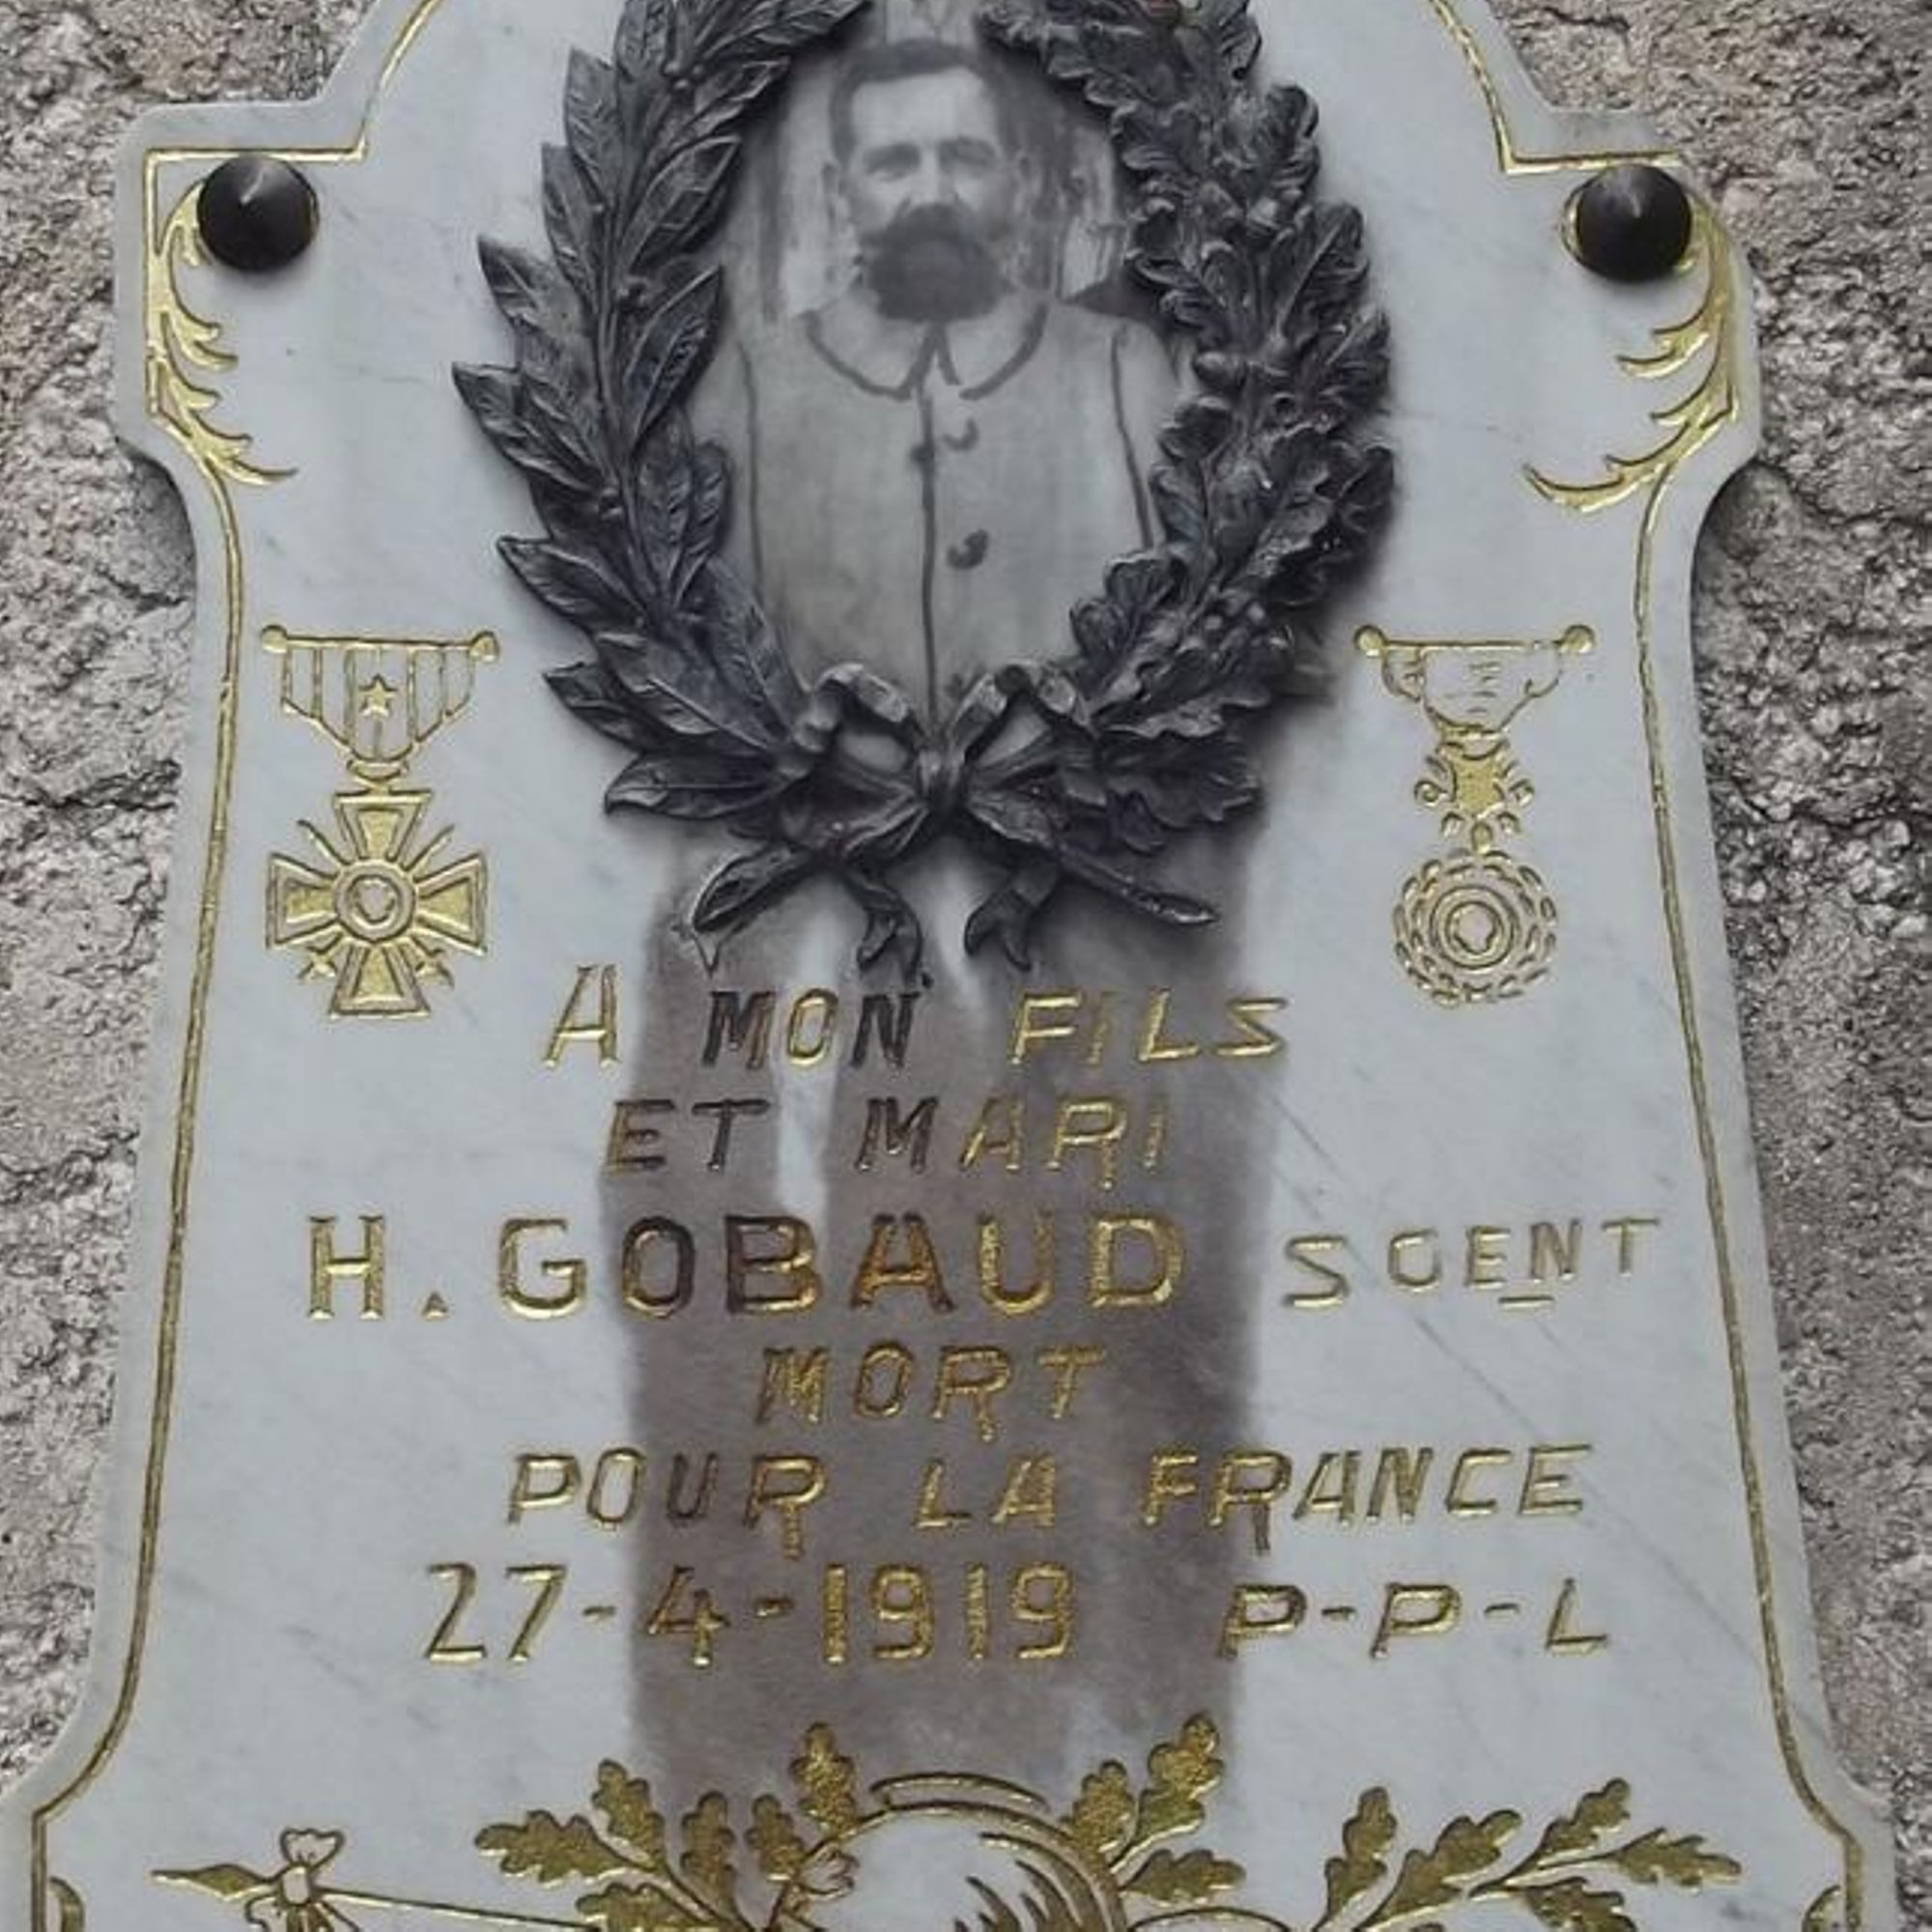 A MON FILS
ET MARI
H. GOBAUD SGENT
MORT
POUR LA FRANCE
27-4-1919 P-P-L